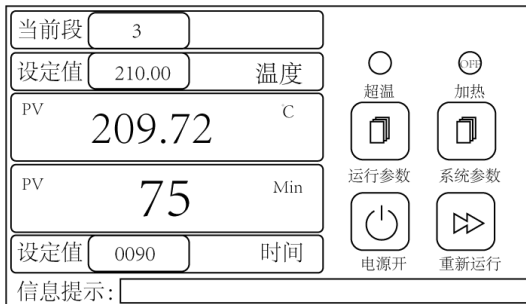 当前段 3
设定值 210.00 温度
PV 209.72 ℃
PV 75 Min
设定值 0090 时间
信息提示:
超温
OFF
加热
运行参数
系统参数
电源开
重新运行